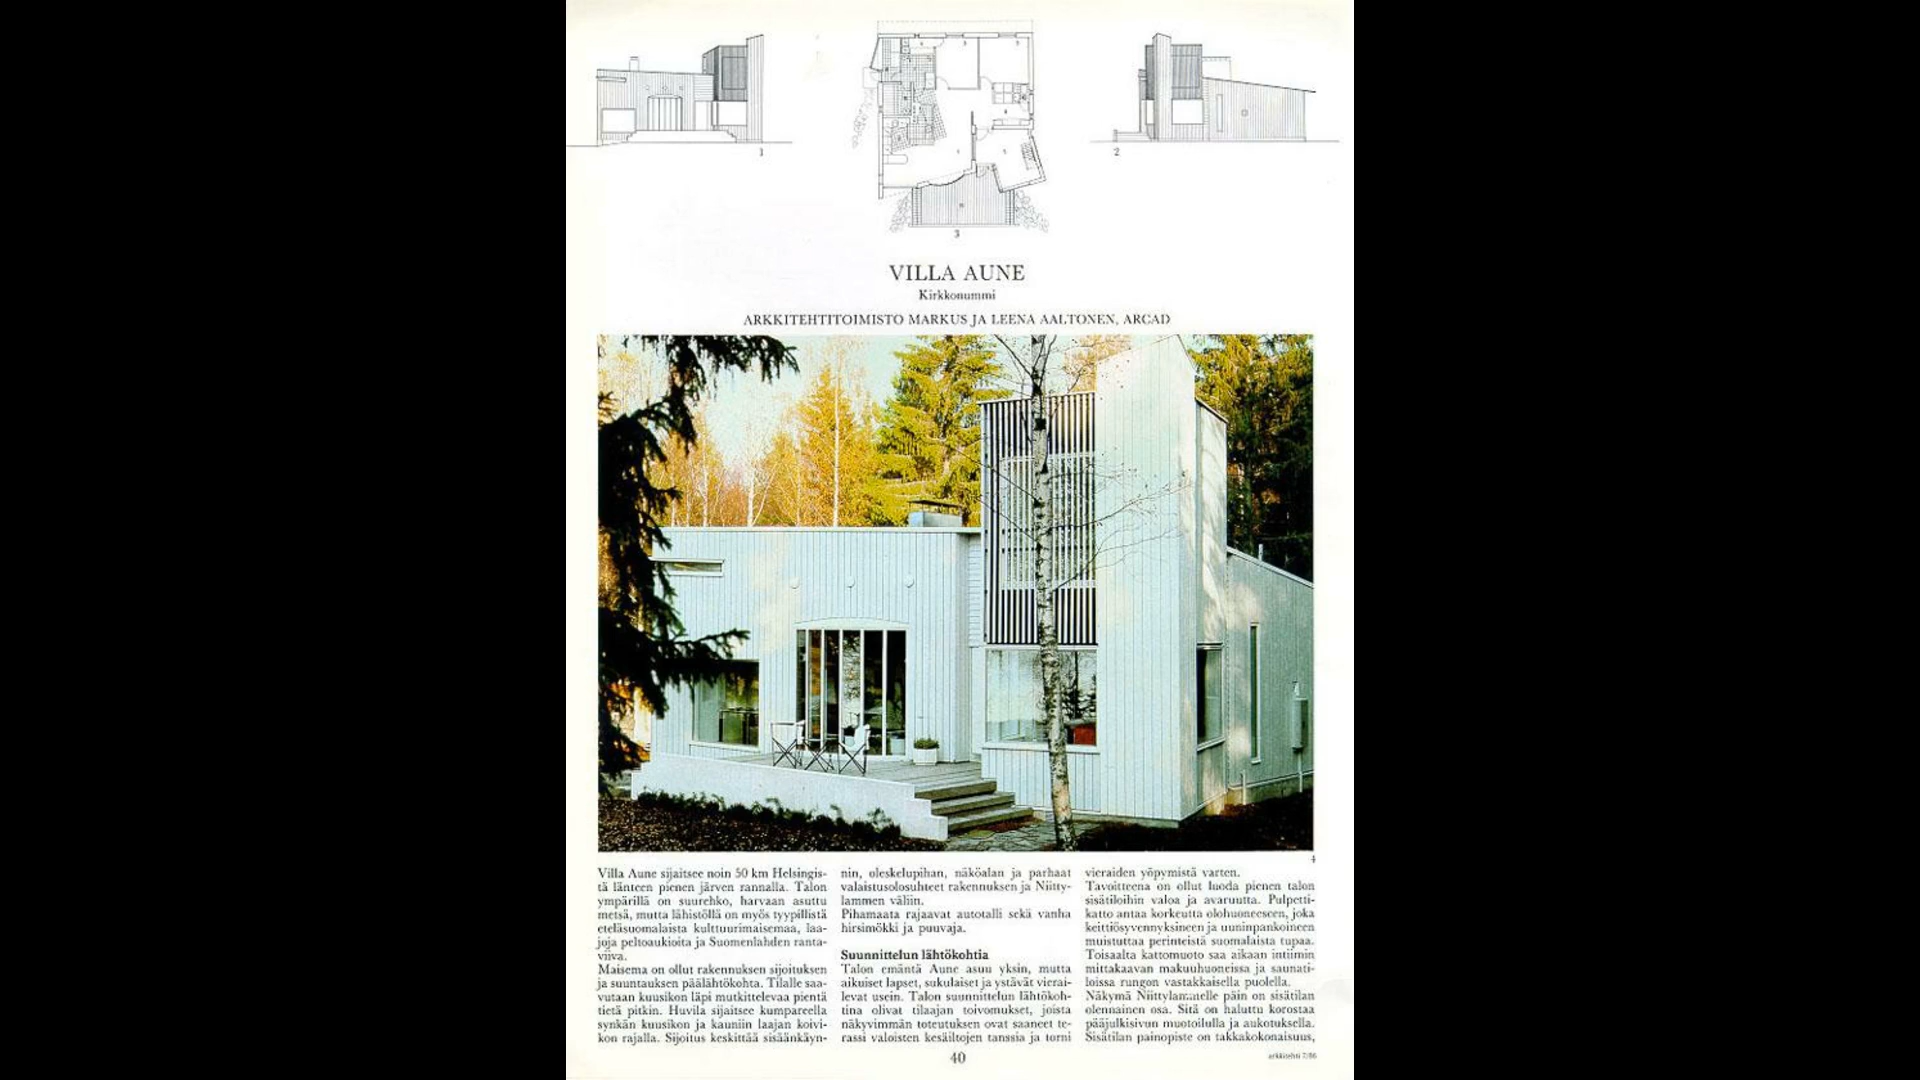 1
2
3
VILLA AUNE
Kirkkonummi
ARKKITEHTITOIMISTO MARKUS JA LEENA AALTONEN, ARCAD
4
Villa Aune sijaitsee noin 50 km Helsingis-
tä länteen pienen järven rannalla. Talon
ympärillä on suurehko, harvaan asuttu
metsä, mutta lähistöllä on myös tyypillistä
eteläsuomalaista kulttuurimaisemaa, laa-
joja peltoaukioita ja Suomenlahden ranta-
viiva.
Maisema on ollut rakennuksen sijoituksen
ja suuntauksen päälähtökohta. Tilalle saa-
vutaan kuusikon läpi mutkittelevaa pientä
tietä pitkin. Huvila sijaitsee kumpareella
synkän kuusikon ja kauniin laajan koivi-
kon rajalla. Sijoitus keskittää sisäänkäyn-
nin, oleskelupihan, näköalan ja parhaat
valaistusolosuhteet rakennuksen ja Niitty-
lammen väliin.
Pihamaata rajaavat autotalli sekä vanha
hirsimökki ja puuvaja.
Suunnittelun lähtökohtia
Talon emäntä Aune asuu yksin, mutta
aikuiset lapset, sukulaiset ja ystävät vierai-
levat usein. Talon suunnittelun lähtökoh-
tina olivat tilaajan toivomukset, joista
näkyvimmän toteutuksen ovat saaneet te-
rassi valoisten kesäiltojen tanssia ja torni
vieraiden yöpymistä varten.
Tavoitteena on ollut luoda pienen talon
sisätiloihin valoa ja avaruutta. Pulpetti-
katto antaa korkeutta olohuoneeseen, joka
keittiösyvennyksineen ja uuninpankoineen
muistuttaa perinteistä suomalaista tupaa.
Toisaalta kattomuoto saa aikaan intiimin
mittakaavan makuuhuoneissa ja saunati-
loissa rungon vastakkaisella puolella.
Näkymä Niittylammelle päin on sisätilan
olennainen osa. Sitä on haluttu korostaa
pääjulkisivun muotoilulla ja aukotuksella.
Sisätilan painopiste on takkakokonaisuus,
40
arkkitehti 7/86